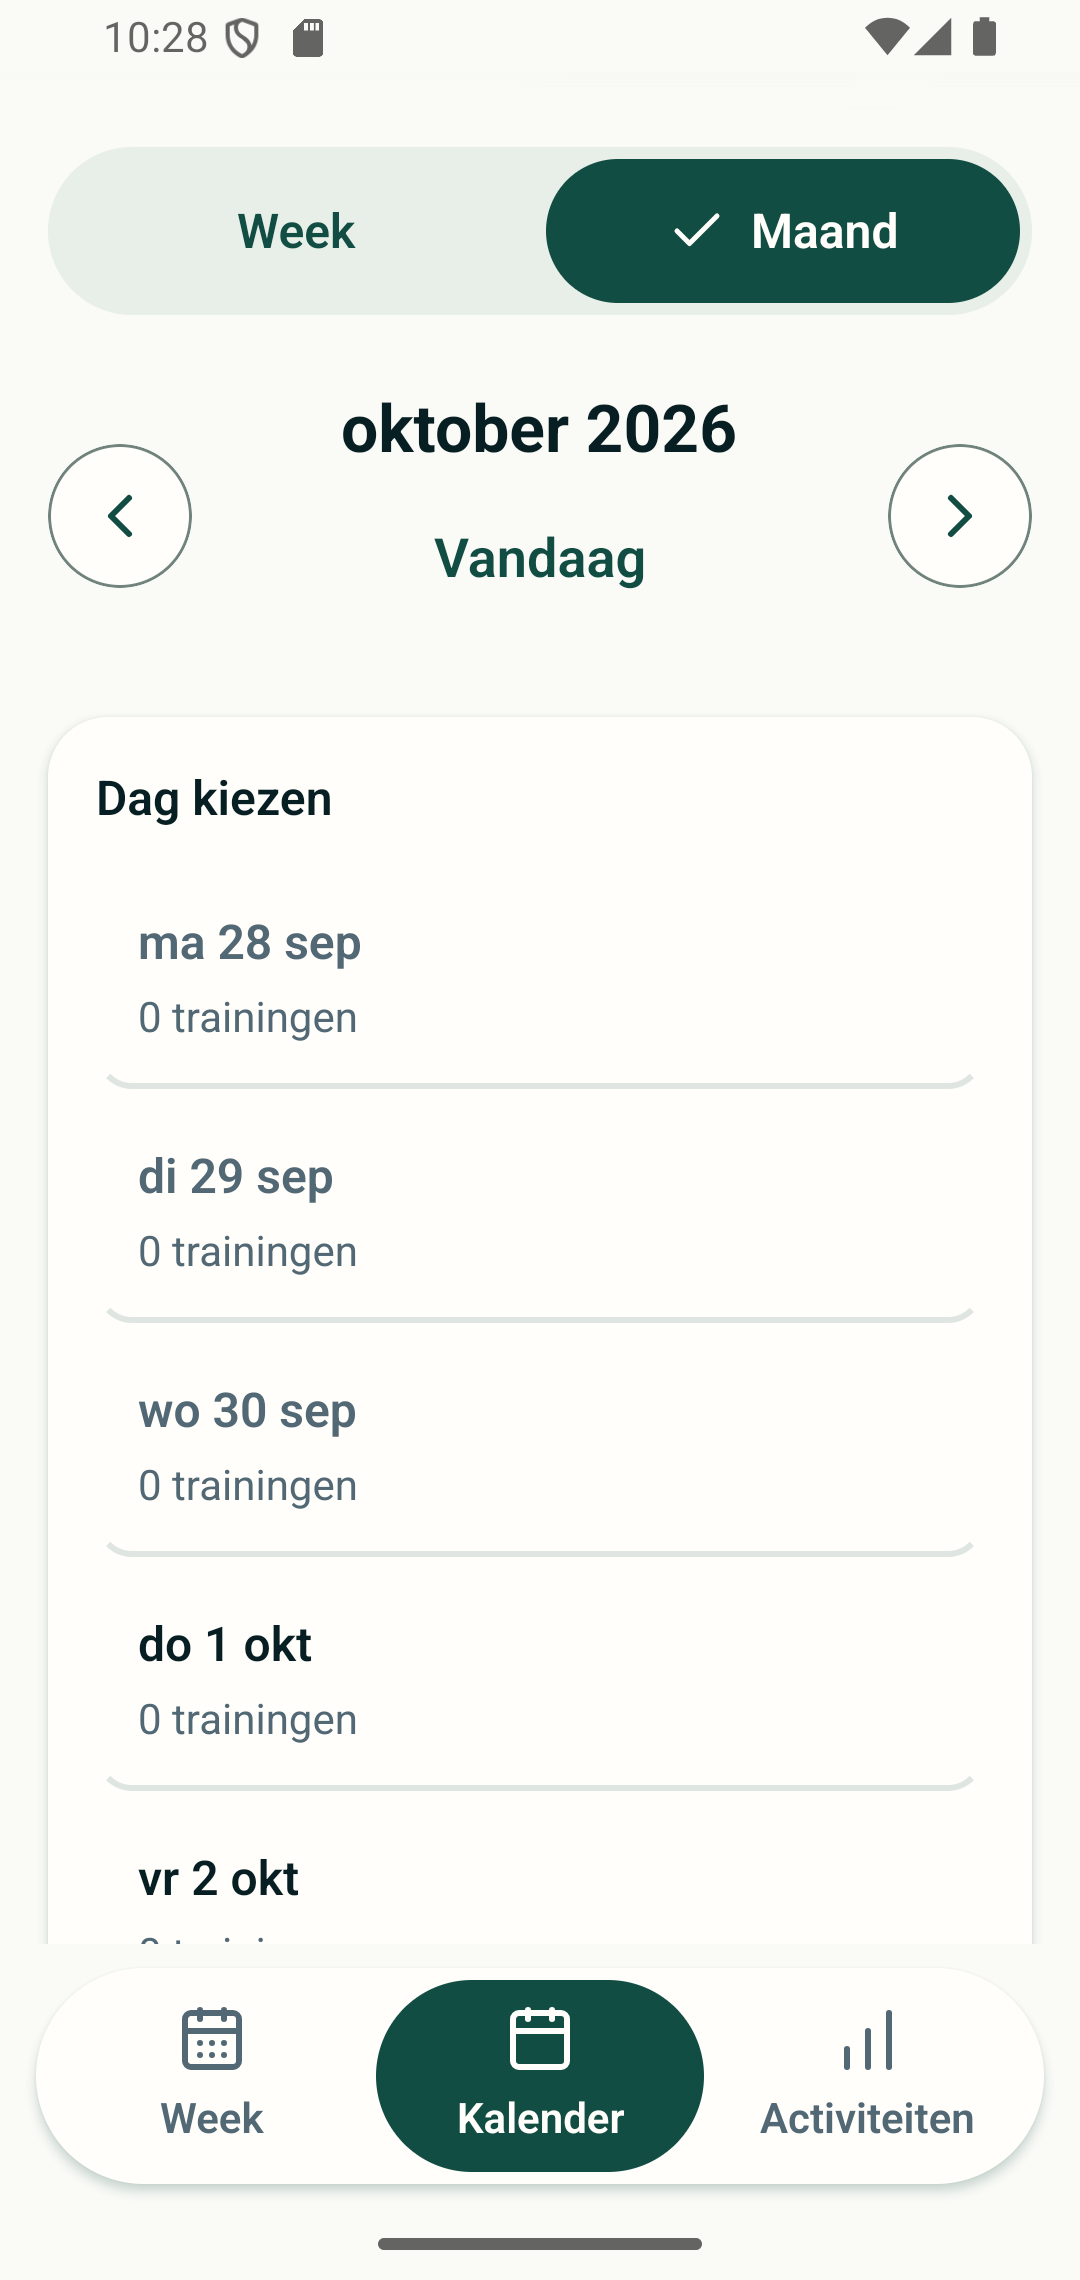 10:28
Week
Maand
oktober 2026
Vandaag
Dag kiezen
ma 28 sep
0 trainingen
di 29 sep
0 trainingen
wo 30 sep
0 trainingen
do 1 okt
0 trainingen
vr 2 okt
Week
Kalender
Activiteiten